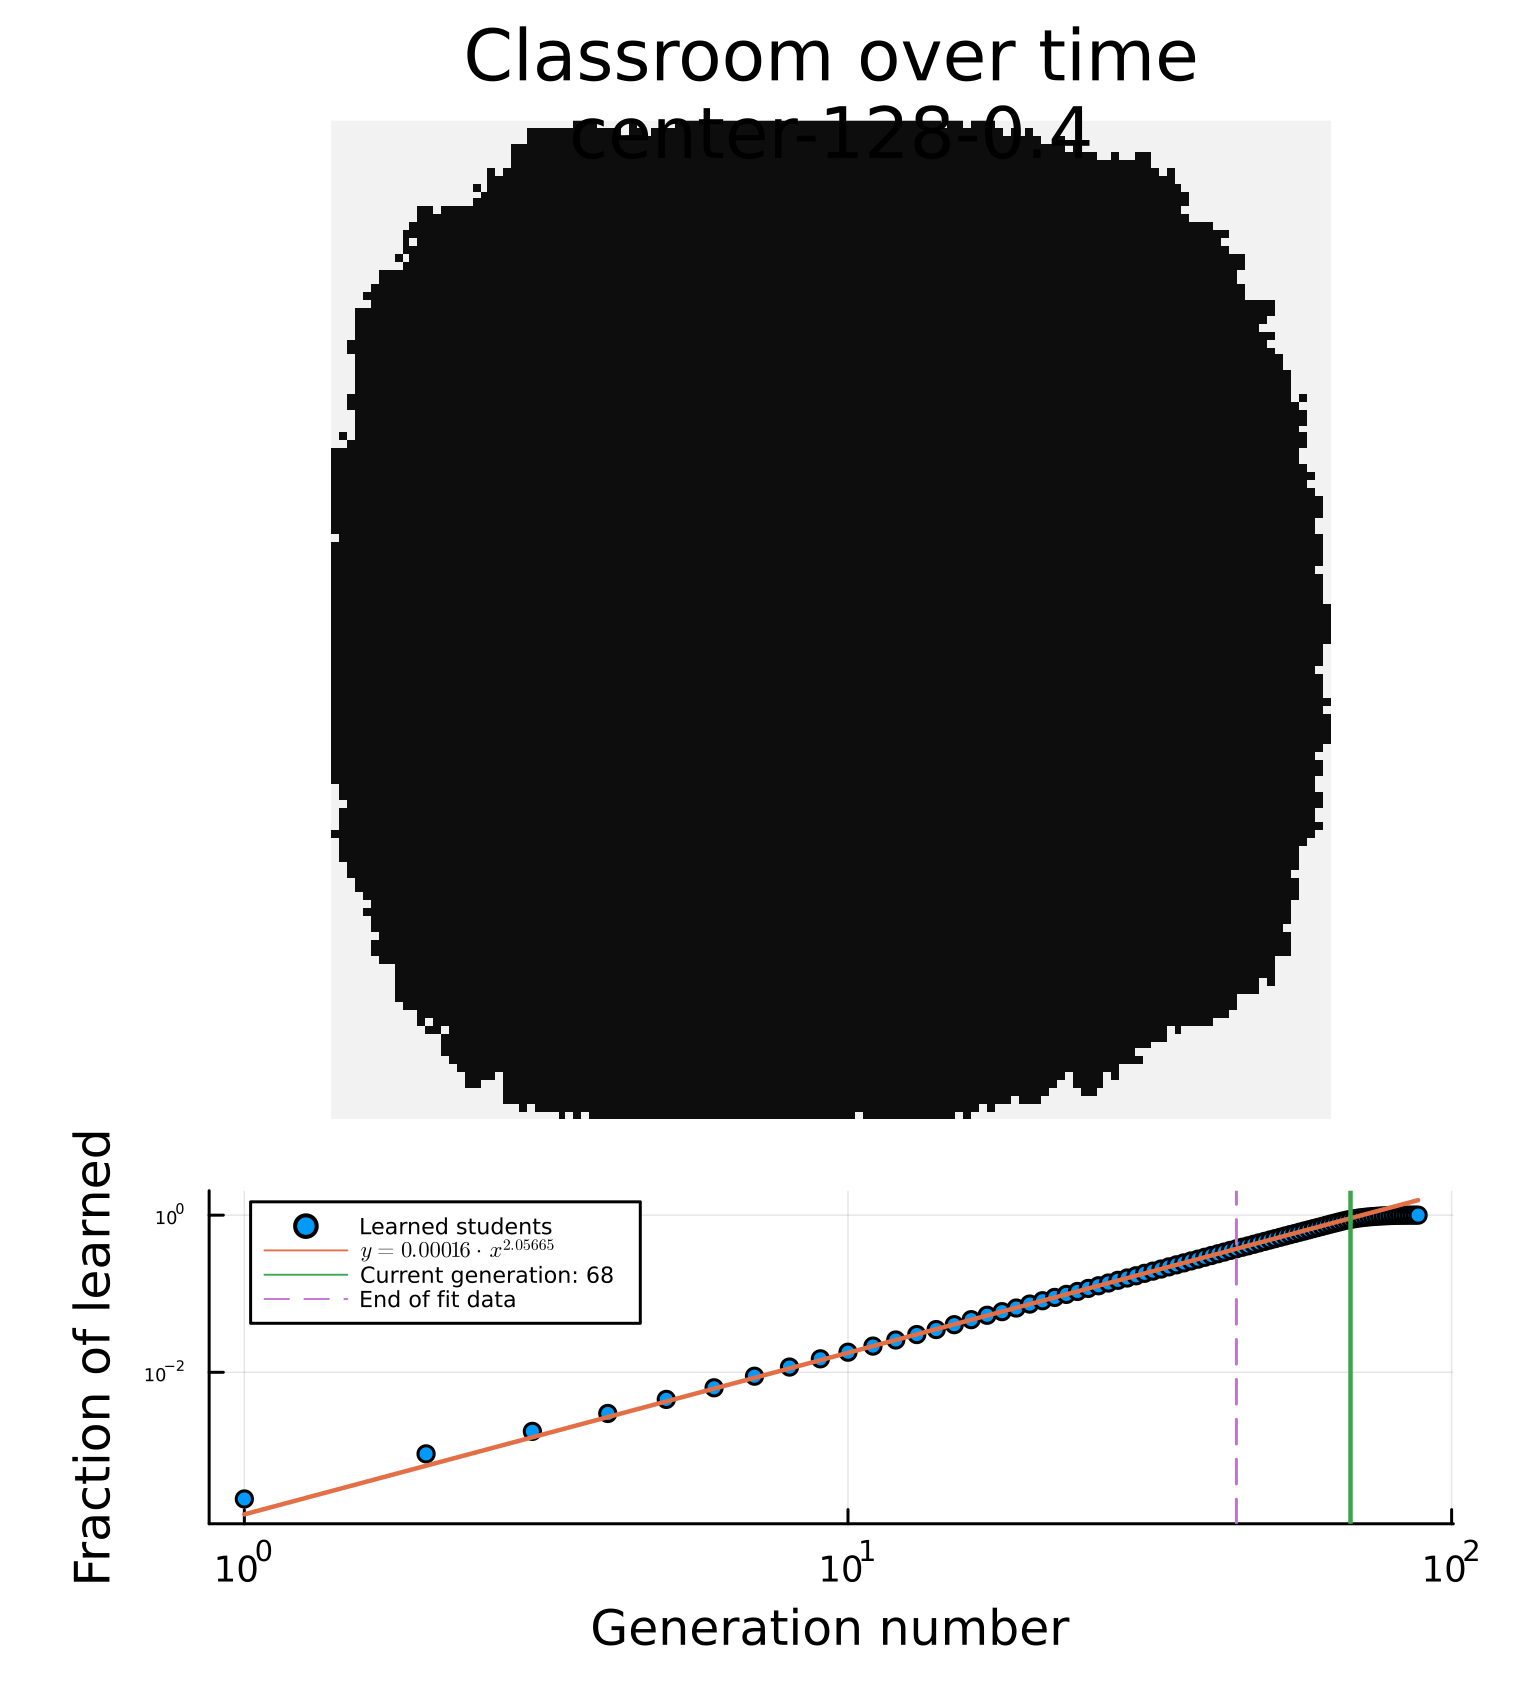 Classroom over time
center-128-0.4
Fraction of learned
10⁰
10⁻²
Learned students
y = 0.00016 · x^2.05665
Current generation: 68
End of fit data
10⁰ 10¹ 10²
Generation number